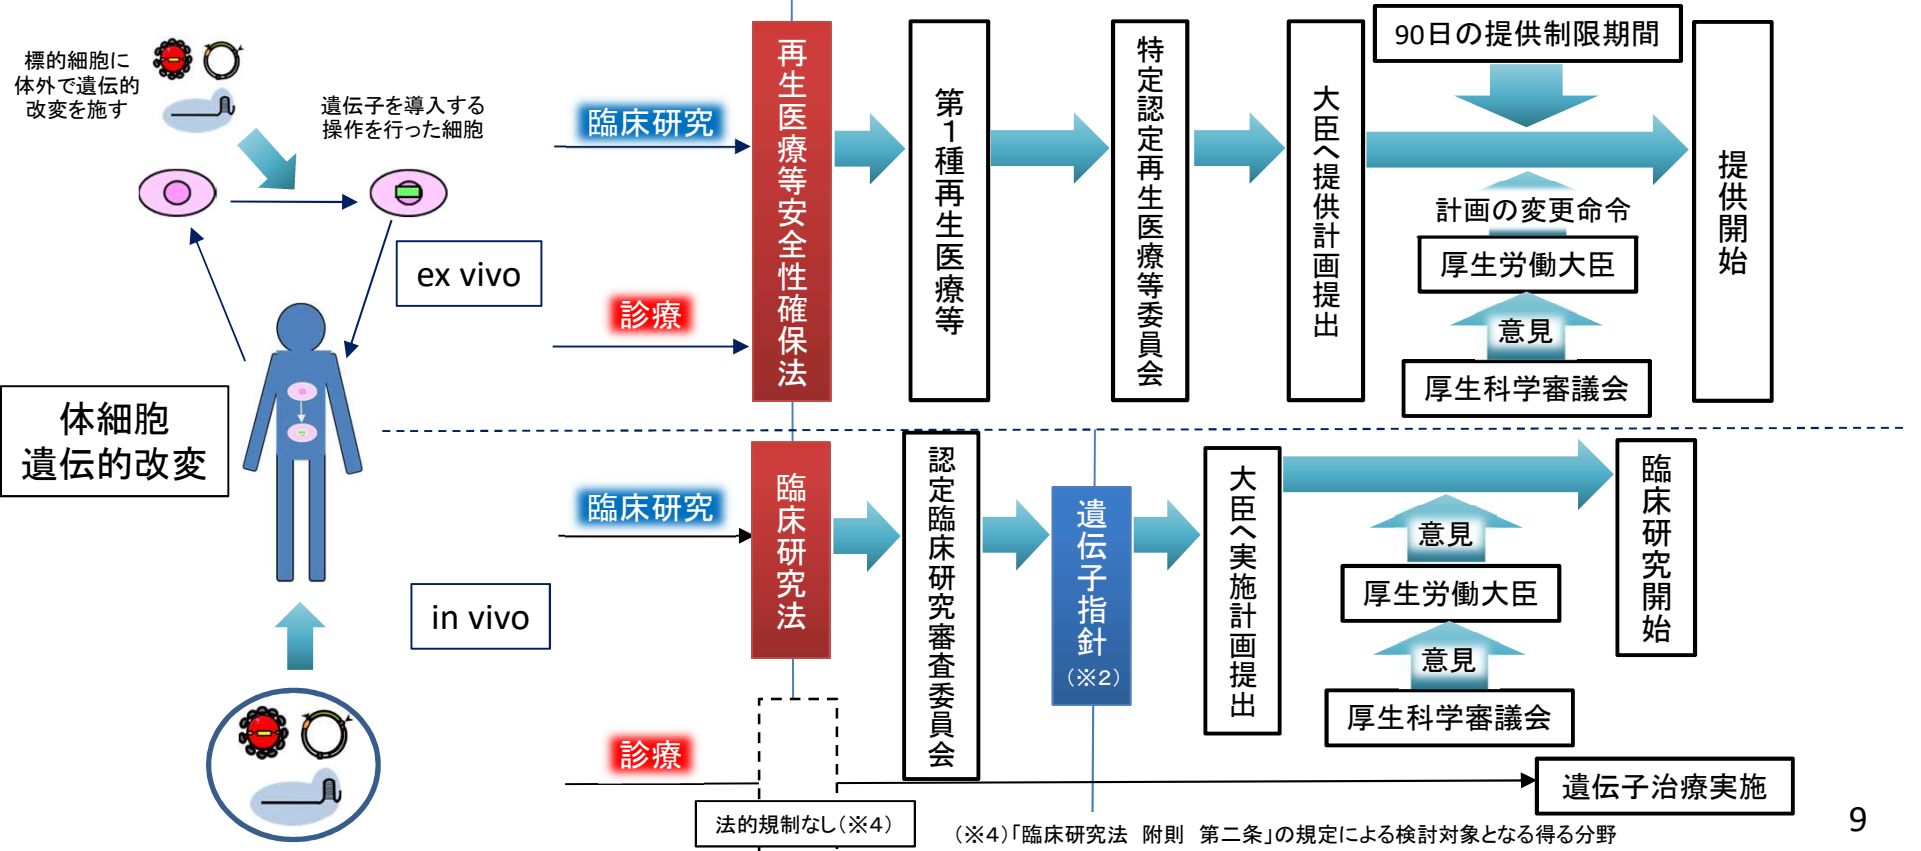 標的細胞に
体外で遺伝的
改変を施す
遺伝子を導入する
操作を行った細胞
ex vivo
体細胞
遺伝的改変
in vivo
臨床研究
診療
再生医療等安全性確保法
第1種再生医療等
特定認定再生医療等委員会
大臣へ提供計画提出
90日の提供制限期間
計画の変更命令
厚生労働大臣
意見
厚生科学審議会
提供開始
臨床研究
臨床研究法
認定臨床研究審査委員会
遺伝子指針
(※2)
大臣へ実施計画提出
意見
厚生労働大臣
意見
厚生科学審議会
臨床研究開始
診療
法的規制なし(※4)
遺伝子治療実施
(※4)「臨床研究法 附則 第二条」の規定による検討対象となる得る分野
9